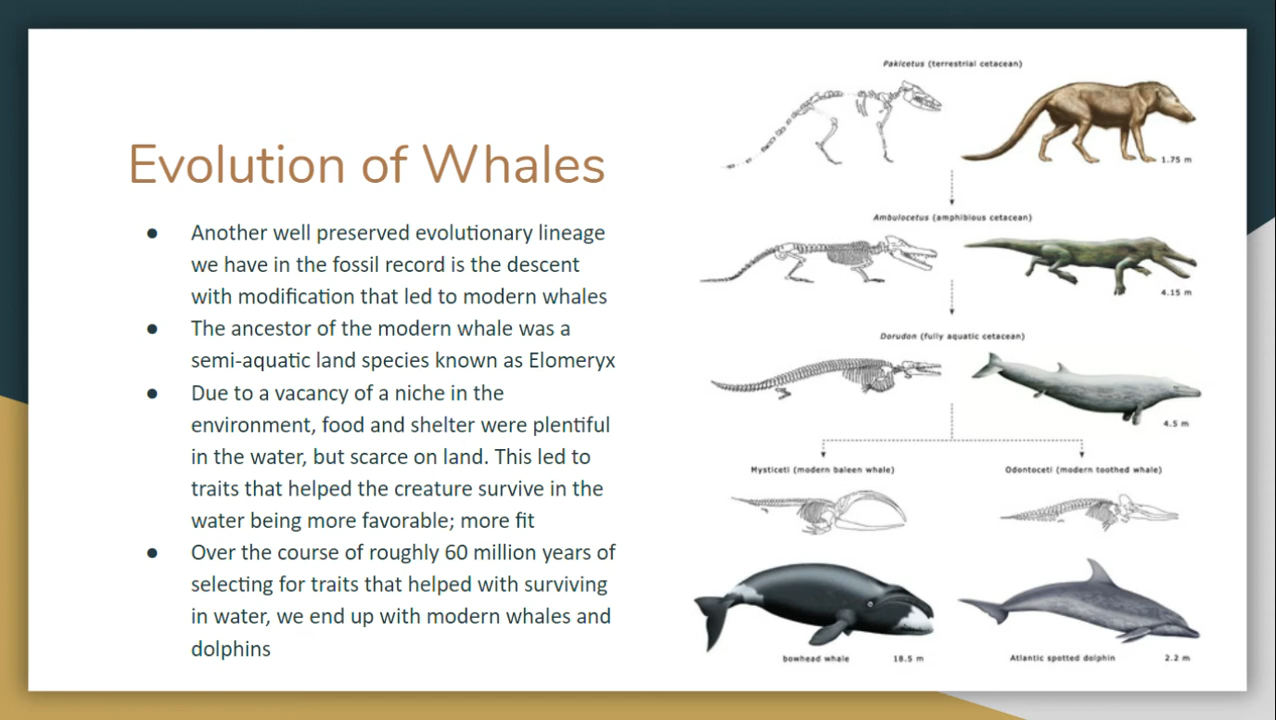 Evolution of Whales
● Another well preserved evolutionary lineage
we have in the fossil record is the descent
with modification that led to modern whales
● The ancestor of the modern whale was a
semi-aquatic land species known as Elomeryx
● Due to a vacancy of a niche in the
environment, food and shelter were plentiful
in the water, but scarce on land. This led to
traits that helped the creature survive in the
water being more favorable; more fit
● Over the course of roughly 60 million years of
selecting for traits that helped with surviving
in water, we end up with modern whales and
dolphins
Pakicetus (terrestrial cetacean)
1.75 m
Ambulocetus (amphibious cetacean)
4.15 m
Dorudon (fully aquatic cetacean)
4.5 m
Mysticeti (modern baleen whale)
Odontoceti (modern toothed whale)
bowhead whale 18.5 m
Atlantic spotted dolphin 2.2 m